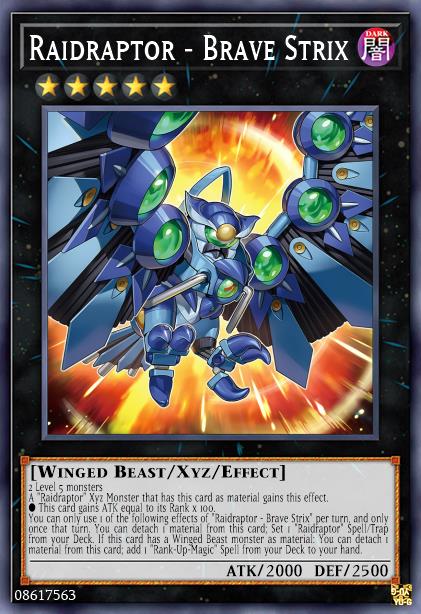 RAIDRAPTOR - BRAVE STRIX
DARK
闇
[WINGED BEAST/XYZ/EFFECT]
2 Level 5 monsters
A "Raidraptor" Xyz Monster that has this card as material gains this effect.
● This card gains ATK equal to its Rank x 100.
You can only use 1 of the following effects of "Raidraptor - Brave Strix" per turn, and only
once that turn. You can detach 1 material from this card; Set 1 "Raidraptor" Spell/Trap
from your Deck. If this card has a Winged Beast monster as material: You can detach 1
material from this card; add 1 "Rank-Up-Magic" Spell from your Deck to your hand.
ATK/2000 DEF/2500
08617563